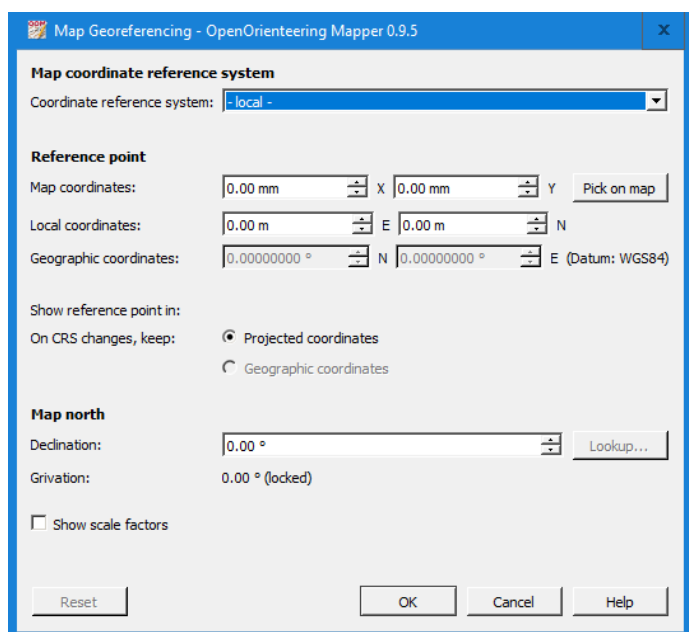 Map Georeferencing - OpenOrienteering Mapper 0.9.5
Map coordinate reference system
Coordinate reference system: - local -
Reference point
Map coordinates: 0.00 mm X 0.00 mm Y Pick on map
Local coordinates: 0.00 m E 0.00 m N
Geographic coordinates: 0.00000000 ° N 0.00000000 ° E (Datum: WGS84)
Show reference point in:
On CRS changes, keep: Projected coordinates
Geographic coordinates
Map north
Declination: 0.00 ° Lookup...
Grivation: 0.00 ° (locked)
Show scale factors
Reset OK Cancel Help